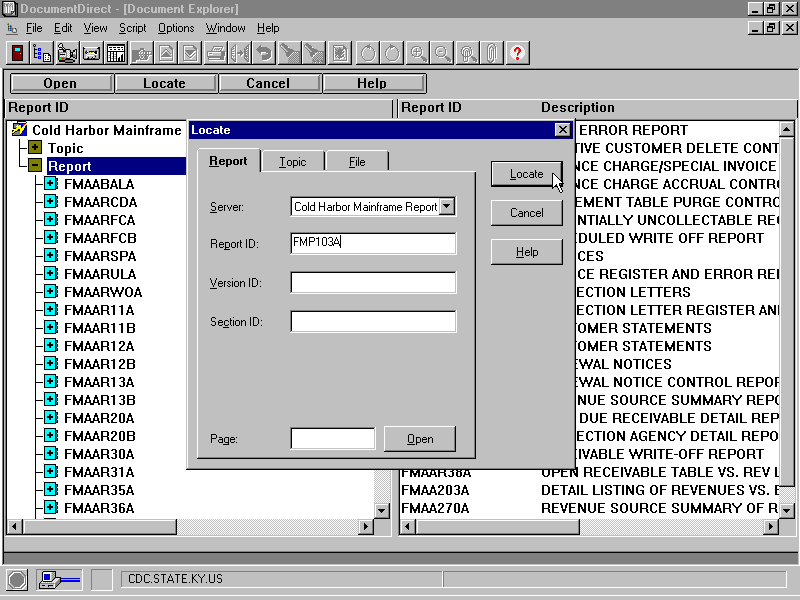 DocumentDirect - [Document Explorer]
File Edit View Script Options Window Help
Open Locate Cancel Help
Report ID
Cold Harbor Mainframe
Topic
Report
FMAABALA
FMAARCDA
FMAARFCA
FMAARFCB
FMAARSPA
FMAARULA
FMAARWOA
FMAAR11A
FMAAR11B
FMAAR12A
FMAAR12B
FMAAR13A
FMAAR13B
FMAAR20A
FMAAR20B
FMAAR30A
FMAAR31A
FMAAR35A
FMAAR36A
Locate
Report Topic File
Server: Cold Harbor Mainframe Report
Report ID: FMP103A
Version ID:
Section ID:
Page: Open
Locate
Cancel
Help
Report ID Description
ERROR REPORT
TIVE CUSTOMER DELETE CONT
NCE CHARGE/SPECIAL INVOICE
NCE CHARGE ACCRUAL CONTR
EMENT TABLE PURGE CONTRO
NTIALLY UNCOLLECTABLE REC
DULED WRITE OFF REPORT
CES
CE REGISTER AND ERROR REI
ECTION LETTERS
ECTION LETTER REGISTER ANI
OMER STATEMENTS
OMER STATEMENTS
EWAL NOTICES
EWAL NOTICE CONTROL REPOR
NUE SOURCE SUMMARY REPO
DUE RECEIVABLE DETAIL REP
ECTION AGENCY DETAIL REPO
IVABLE WRITE-OFF REPORT
FMAAR38A OPEN RECEIVABLE TABLE VS. REV L
FMAA203A DETAIL LISTING OF REVENUES VS. E
FMAA270A REVENUE SOURCE SUMMARY OF R
CDC.STATE.KY.US